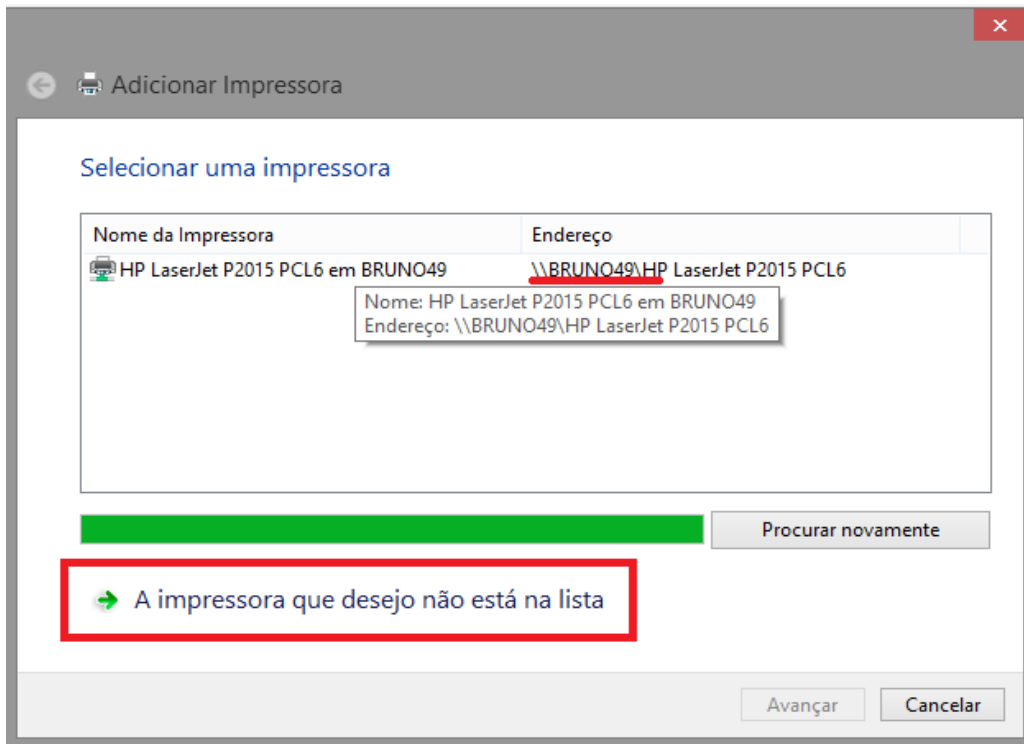 Adicionar Impressora
Selecionar uma impressora
Nome da Impressora Endereço
HP LaserJet P2015 PCL6 em BRUNO49 \\BRUNO49\HP LaserJet P2015 PCL6
Nome: HP LaserJet P2015 PCL6 em BRUNO49
Endereço: \\BRUNO49\HP LaserJet P2015 PCL6
Procurar novamente
A impressora que desejo não está na lista
Avançar Cancelar